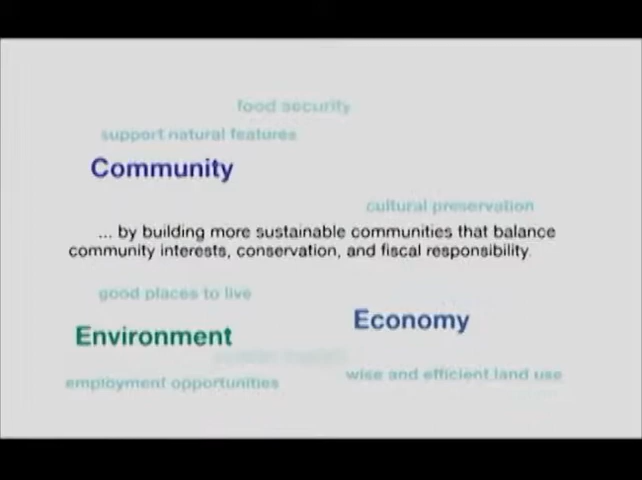 food security
support natural features
Community
cultural preservation
... by building more sustainable communities that balance
community interests, conservation, and fiscal responsibility.
good places to live
Economy
Environment
wise and efficient land use
employment opportunities